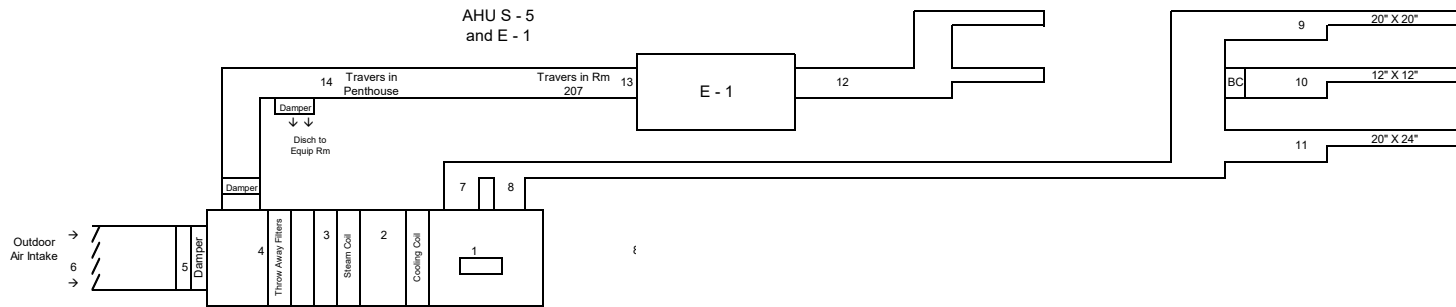 AHU S - 5
and E - 1
9
20" X 20"
14
Travers in
Penthouse
Travers in Rm
207
13
E - 1
12
BC
10
12" X 12"
Damper
Disch to
Equip Rm
11
20" X 24"
Damper
7
8
Outdoor
Air Intake
6
5
Damper
4
Throw Away Filters
3
Steam Coil
2
Cooling Coil
1